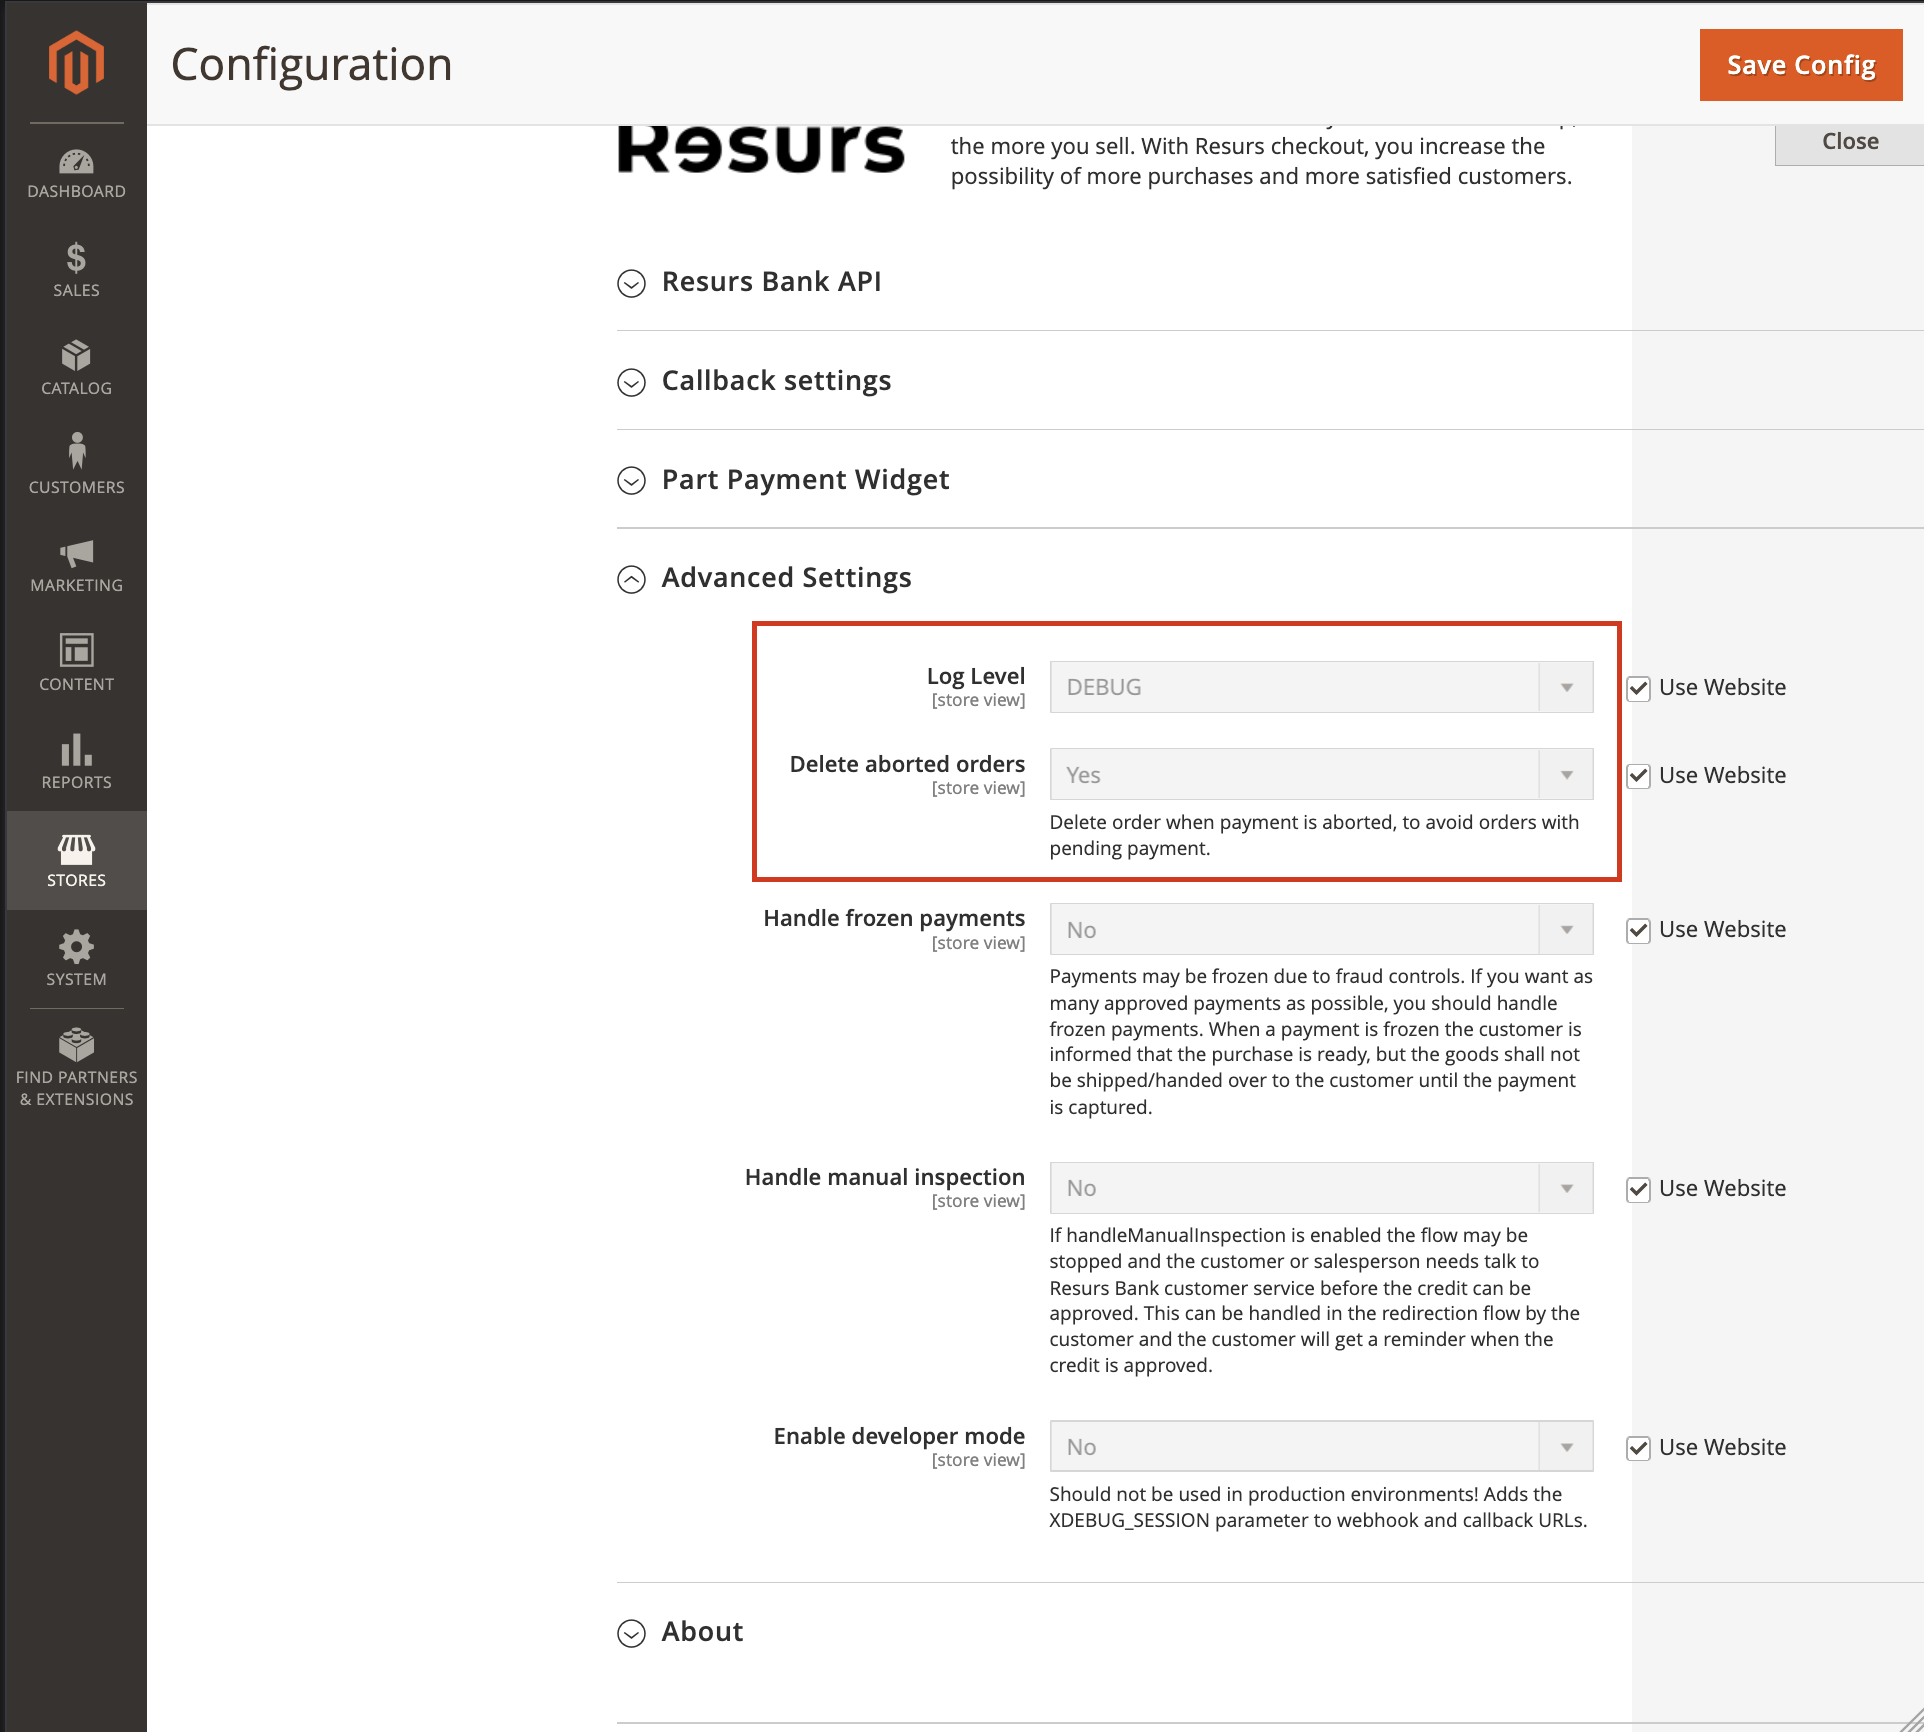 Configuration
Save Config
DASHBOARD
SALES
CATALOG
CUSTOMERS
MARKETING
CONTENT
REPORTS
STORES
SYSTEM
FIND PARTNERS
& EXTENSIONS
Resurs
the more you sell. With Resurs checkout, you increase the
possibility of more purchases and more satisfied customers.
Close
Resurs Bank API
Callback settings
Part Payment Widget
Advanced Settings
Log Level
[store view]
DEBUG
Use Website
Delete aborted orders
[store view]
Yes
Use Website
Delete order when payment is aborted, to avoid orders with
pending payment.
Handle frozen payments
[store view]
No
Use Website
Payments may be frozen due to fraud controls. If you want as
many approved payments as possible, you should handle
frozen payments. When a payment is frozen the customer is
informed that the purchase is ready, but the goods shall not
be shipped/handed over to the customer until the payment
is captured.
Handle manual inspection
[store view]
No
Use Website
If handleManualInspection is enabled the flow may be
stopped and the customer or salesperson needs talk to
Resurs Bank customer service before the credit can be
approved. This can be handled in the redirection flow by the
customer and the customer will get a reminder when the
credit is approved.
Enable developer mode
[store view]
No
Use Website
Should not be used in production environments! Adds the
XDEBUG_SESSION parameter to webhook and callback URLs.
About